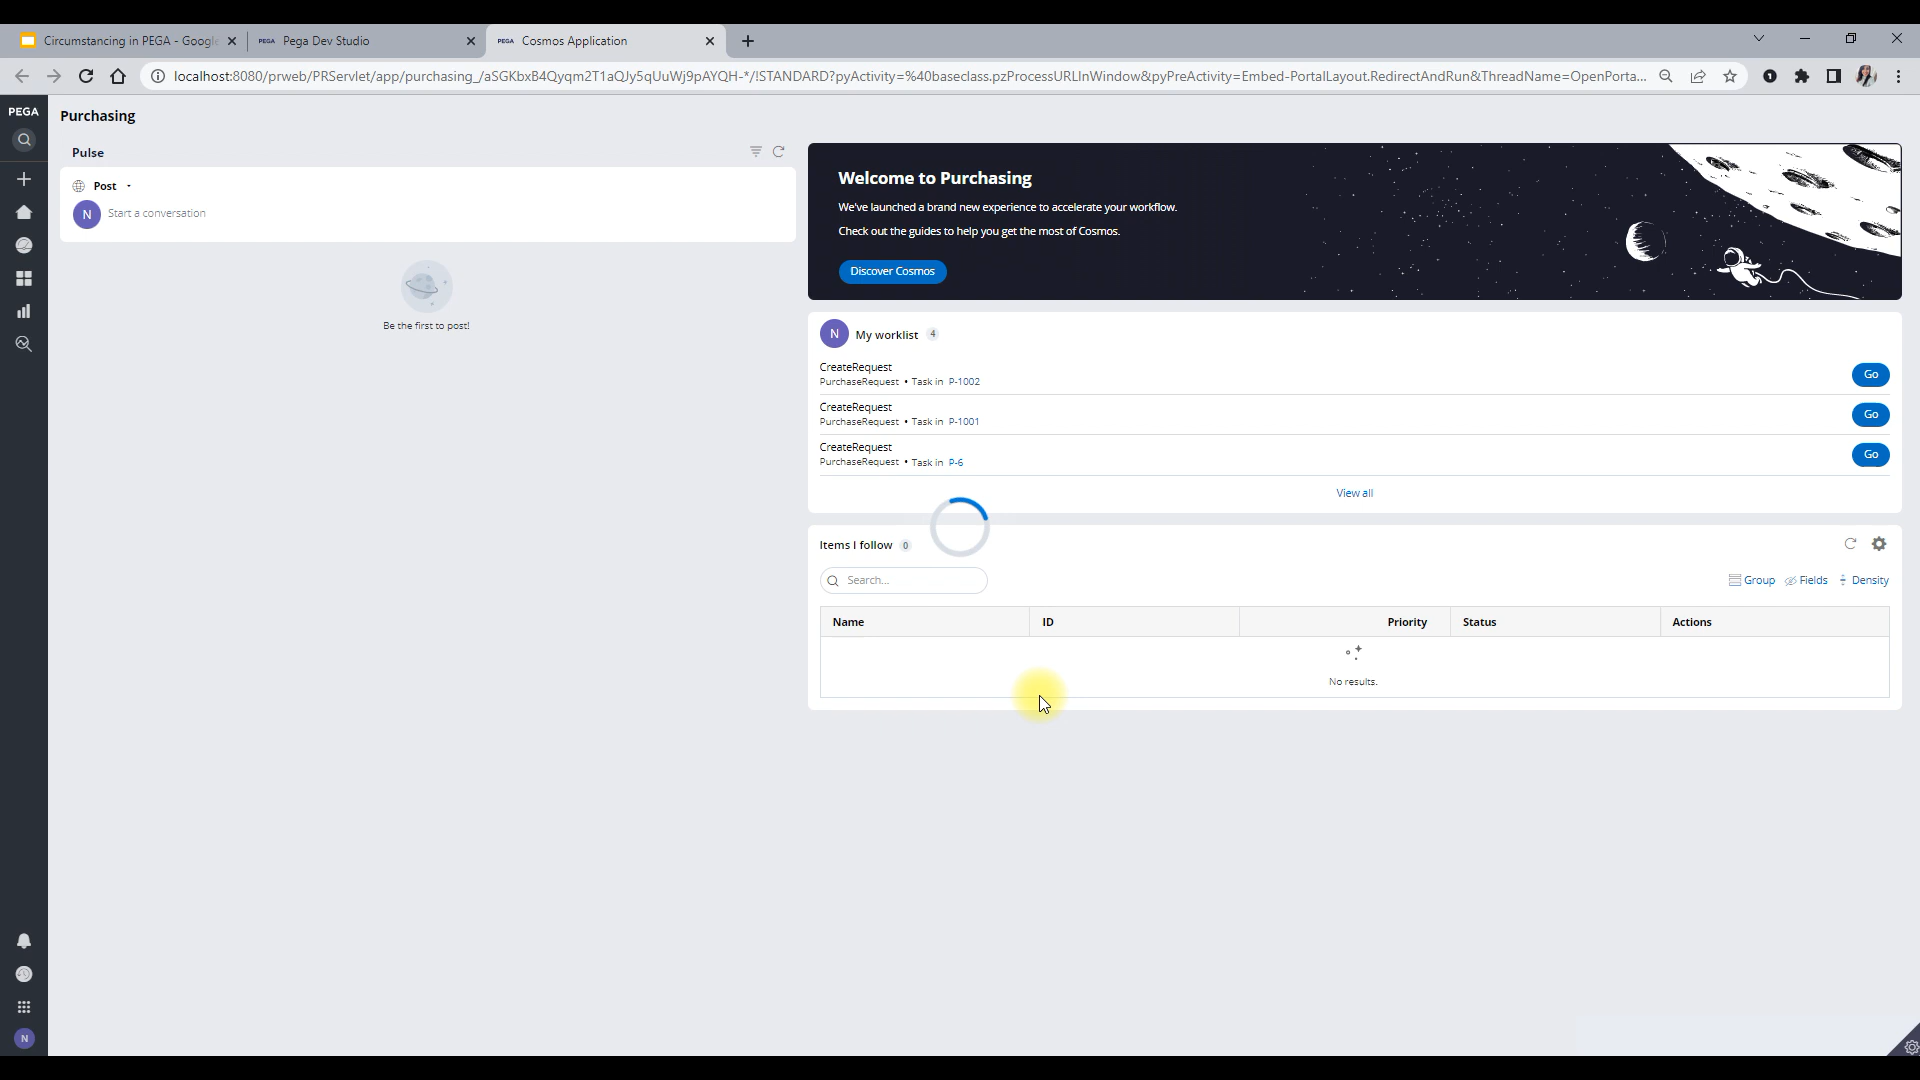 Circumstancing in PEGA - Google
PEGA Pega Dev Studio
PEGA Cosmos Application
localhost:8080/prweb/PRServlet/app/purchasing_/aSGKbxB4Qyqm2T1aQJy5qUuWj9pAYQH-*/!STANDARD?pyActivity=%40baseclass.pzProcessURLInWindow&pyPreActivity=Embed-PortalLayout.RedirectAndRun&ThreadName=OpenPorta...
PEGA
Purchasing
Pulse
Post
N Start a conversation
Be the first to post!
Welcome to Purchasing
We've launched a brand new experience to accelerate your workflow.
Check out the guides to help you get the most of Cosmos.
Discover Cosmos
N My worklist 4
CreateRequest
PurchaseRequest • Task in P-1002
Go
CreateRequest
PurchaseRequest • Task in P-1001
Go
CreateRequest
PurchaseRequest • Task in P-6
Go
View all
Items I follow 0
Search...
Group Fields Density
Name ID Priority Status Actions
No results.
N